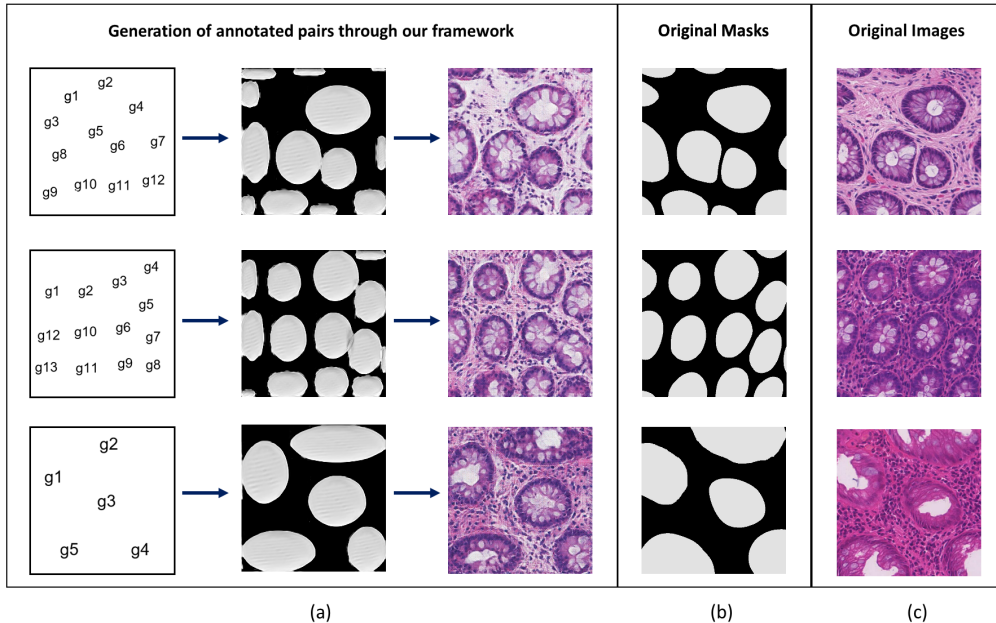 Generation of annotated pairs through our framework
Original Masks
Original Images
g2
g1
g4
g3
g5
g6
g7
g8
g9
g10
g11
g12
g4
g3
g1
g2
g5
g12
g10
g6
g7
g13
g11
g9
g8
g2
g1
g3
g5
g4
(a)
(b)
(c)